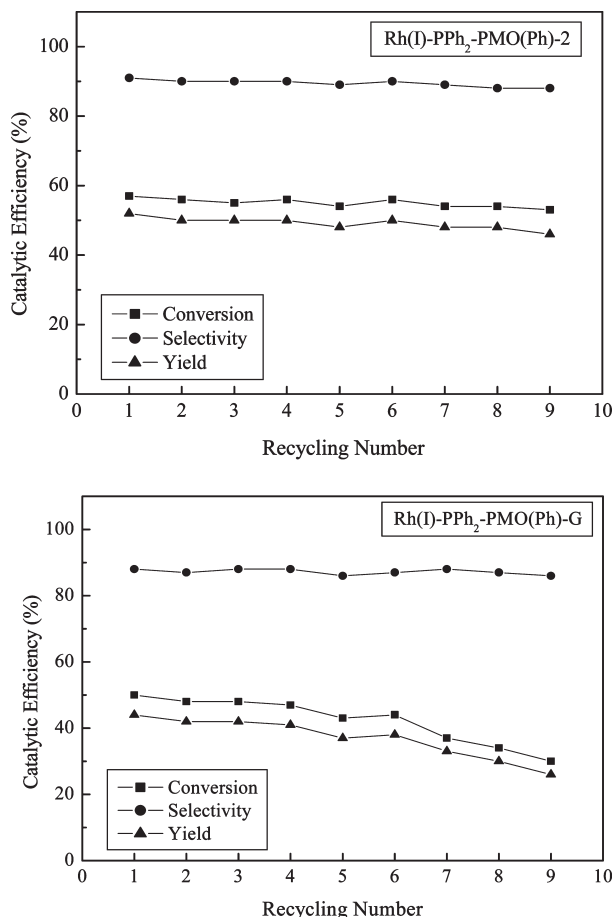 Rh(I)-PPh₂-PMO(Ph)-2
100
80
60
40
20
0
Catalytic Efficiency (%)
Conversion
Selectivity
Yield
0 1 2 3 4 5 6 7 8 9 10
Recycling Number
Rh(I)-PPh₂-PMO(Ph)-G
100
80
60
40
20
0
Catalytic Efficiency (%)
Conversion
Selectivity
Yield
0 1 2 3 4 5 6 7 8 9 10
Recycling Number